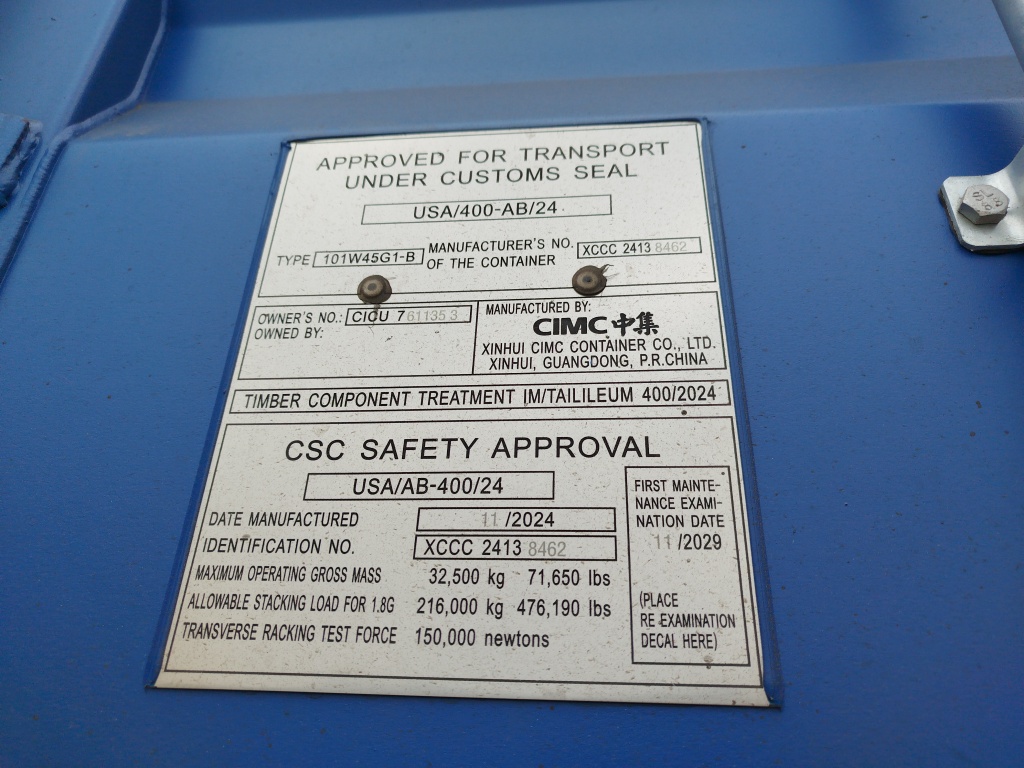 APPROVED FOR TRANSPORT
UNDER CUSTOMS SEAL
USA/400-AB/24
TYPE 101W45G1-B
MANUFACTURER'S NO. OF THE CONTAINER XCCC 2413 8462
OWNER'S NO.: CICU 7 61135 3
OWNED BY:
MANUFACTURED BY:
CIMC 中集
XINHUI CIMC CONTAINER CO., LTD.
XINHUI, GUANGDONG, P.R.CHINA
TIMBER COMPONENT TREATMENT IM/TAILILEUM 400/2024
CSC SAFETY APPROVAL
USA/AB-400/24
DATE MANUFACTURED 11 /2024
IDENTIFICATION NO. XCCC 2413 8462
MAXIMUM OPERATING GROSS MASS 32,500 kg 71,650 lbs
ALLOWABLE STACKING LOAD FOR 1.8G 216,000 kg 476,190 lbs
TRANSVERSE RACKING TEST FORCE 150,000 newtons
FIRST MAINTE-
NANCE EXAMI-
NATION DATE
11 /2029
(PLACE
RE EXAMINATION
DECAL HERE)